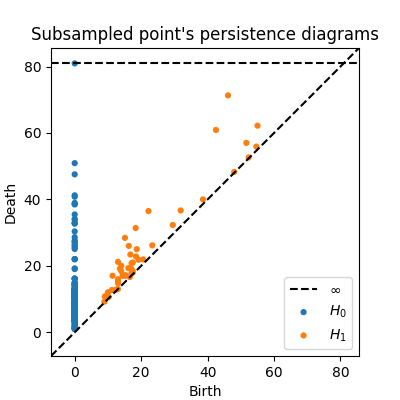 Subsampled point's persistence diagrams
80
60
40
20
0
Death
0 20 40 60 80
Birth
∞
H₀
H₁